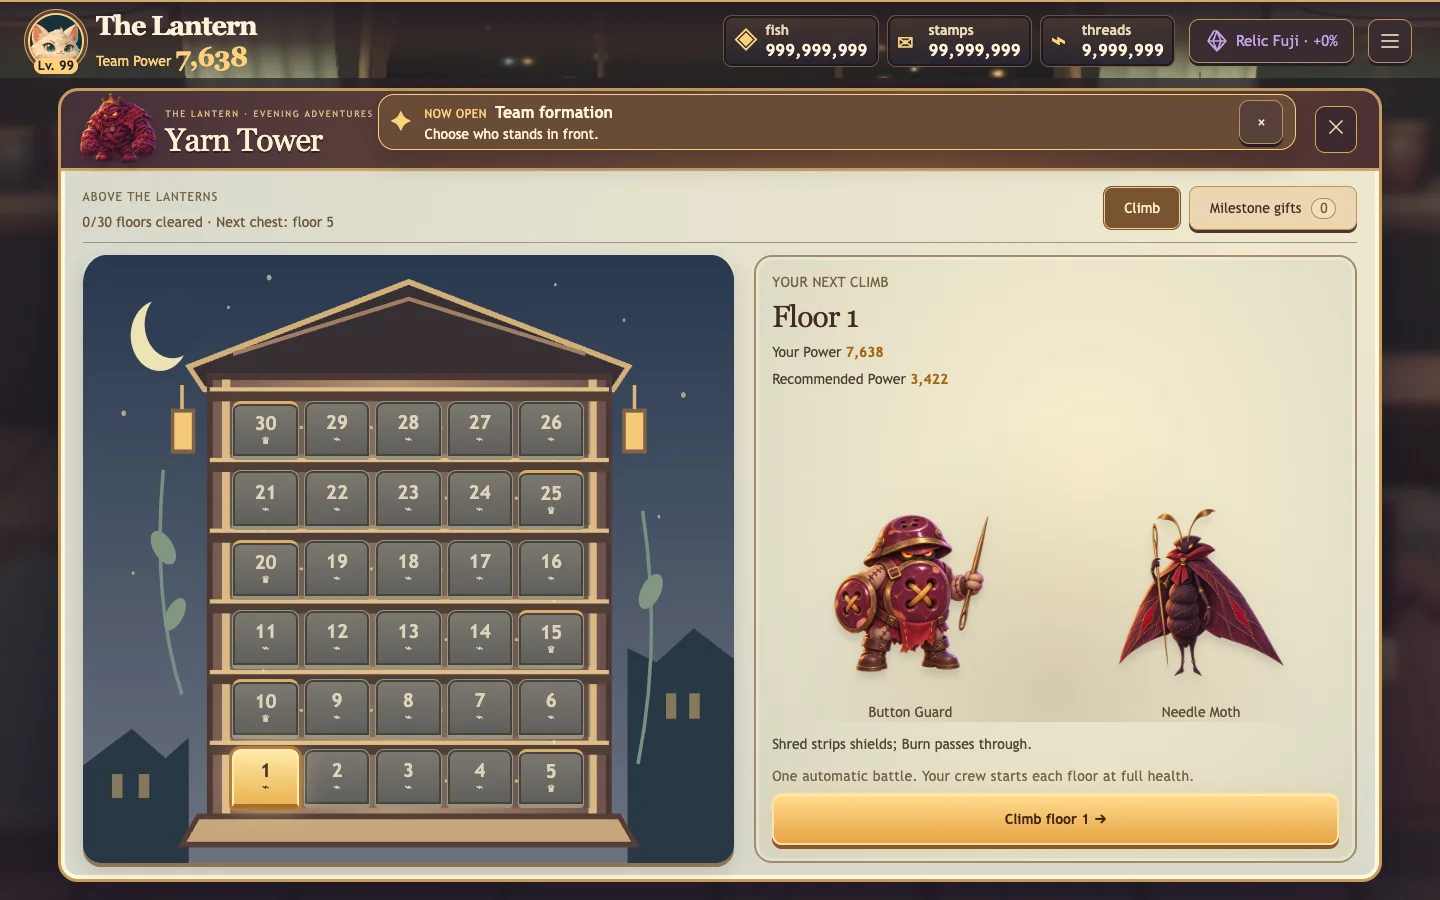 The Lantern
Lv. 99
Team Power 7,638
fish
999,999,999
stamps
99,999,999
threads
9,999,999
Relic Fuji · +0%
THE LANTERN · EVENING ADVENTURES
Yarn Tower
NOW OPEN Team formation
Choose who stands in front.
×
ABOVE THE LANTERNS
0/30 floors cleared · Next chest: floor 5
Climb
Milestone gifts 0
30 29 28 27 26
21 22 23 24 25
20 19 18 17 16
11 12 13 14 15
10 9 8 7 6
1 2 3 4 5
YOUR NEXT CLIMB
Floor 1
Your Power 7,638
Recommended Power 3,422
Button Guard
Needle Moth
Shred strips shields; Burn passes through.
One automatic battle. Your crew starts each floor at full health.
Climb floor 1 →